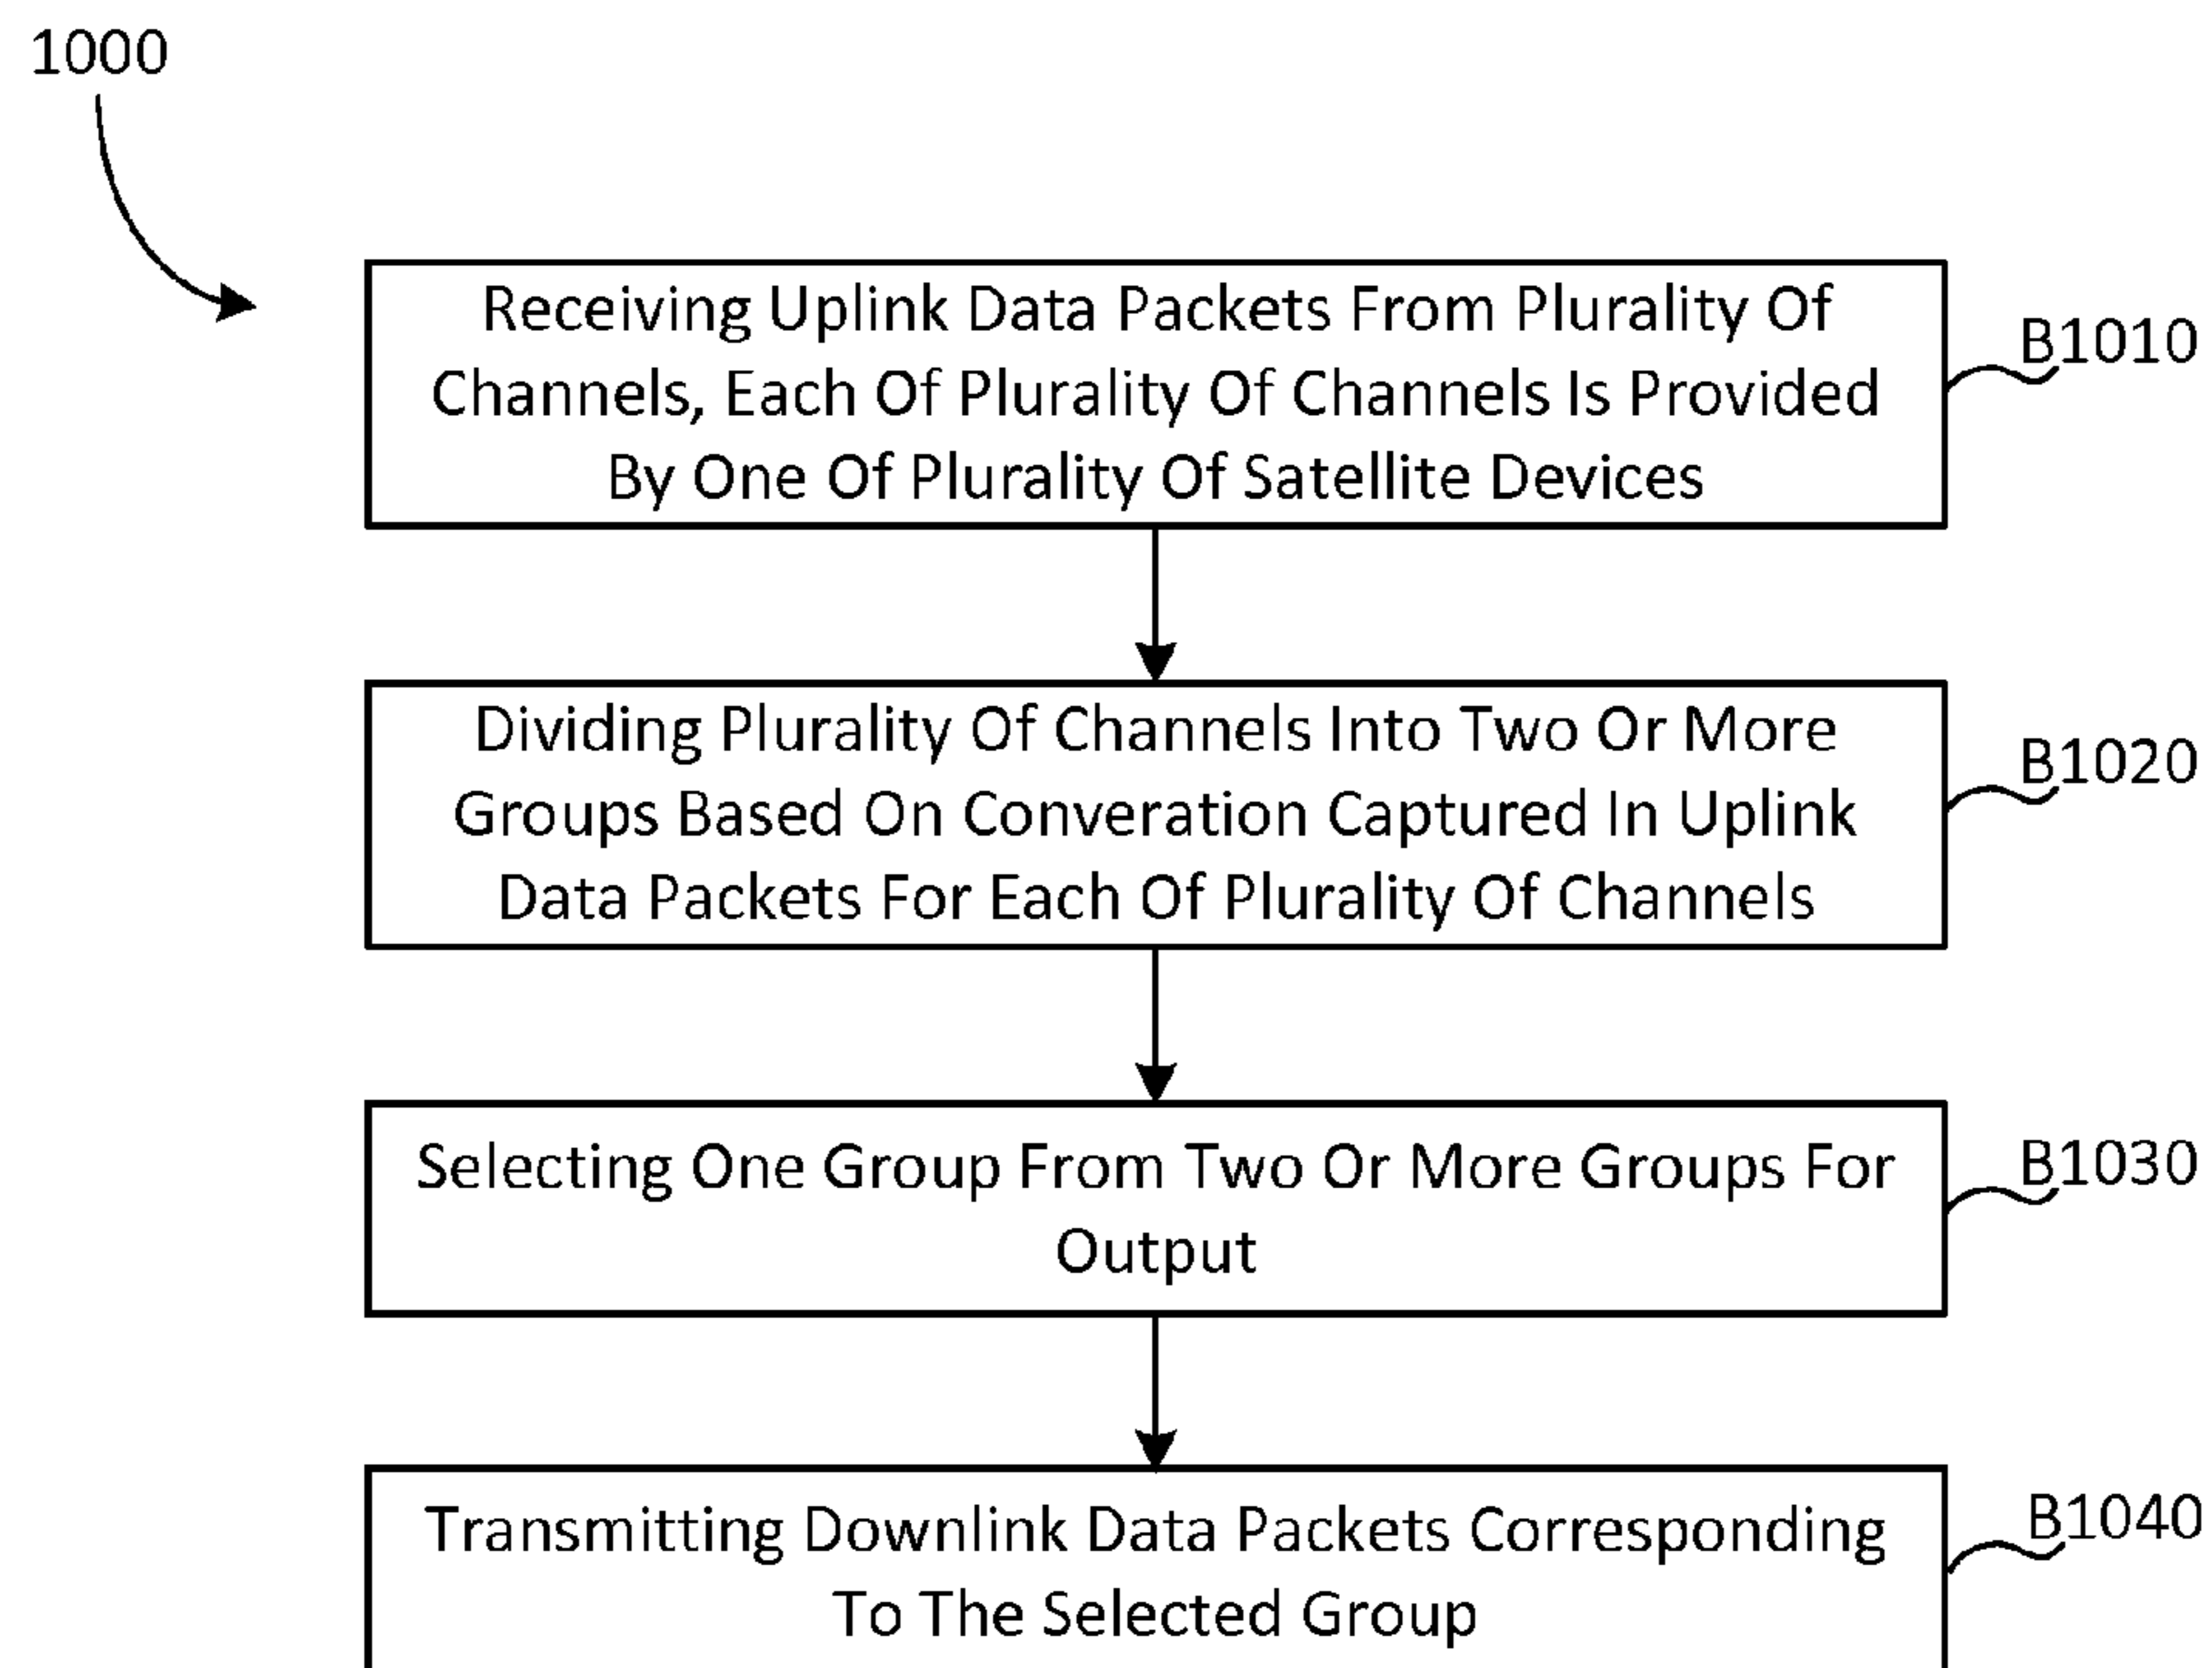 1000
Receiving Uplink Data Packets From Plurality Of
Channels, Each Of Plurality Of Channels Is Provided
By One Of Plurality Of Satellite Devices
B1010
Dividing Plurality Of Channels Into Two Or More
Groups Based On Converation Captured In Uplink
Data Packets For Each Of Plurality Of Channels
B1020
Selecting One Group From Two Or More Groups For
Output
B1030
Transmitting Downlink Data Packets Corresponding
To The Selected Group
B1040